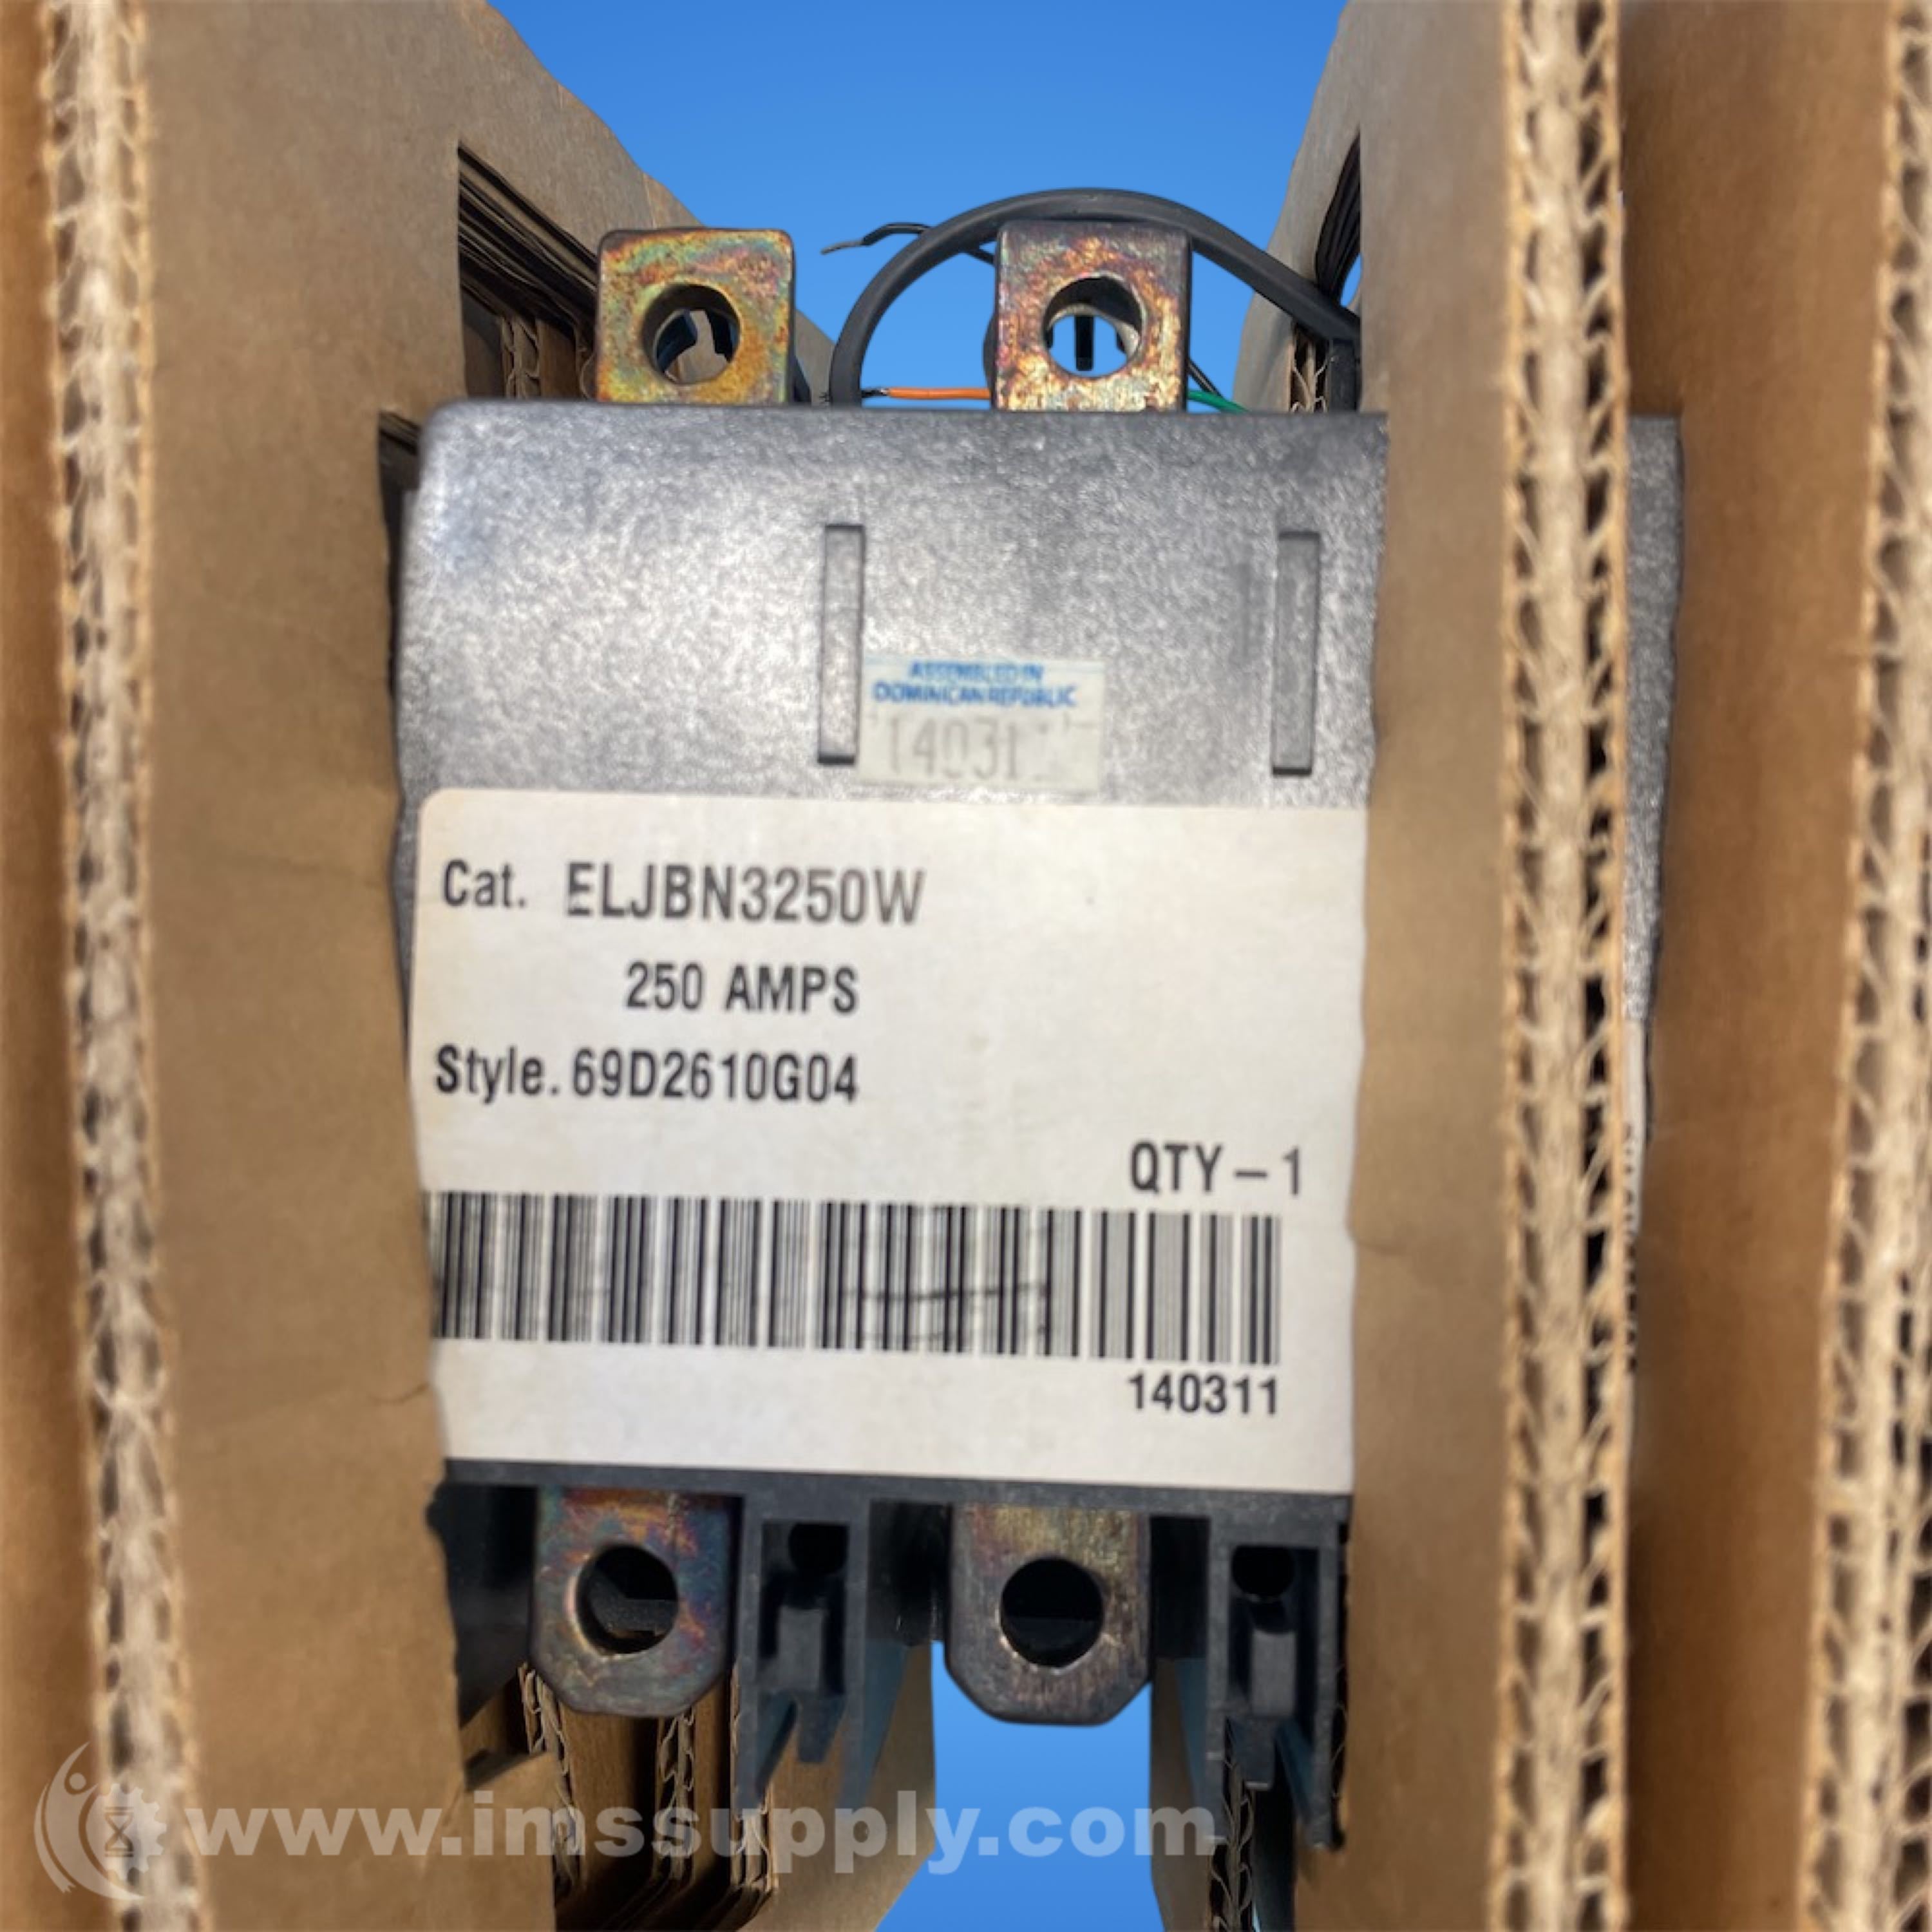 ASSEMBLED IN
DOMINICAN REPUBLIC
Cat. ELJBN3250W
250 AMPS
Style. 69D2610G04
QTY – 1
140311
www.imssupply.com